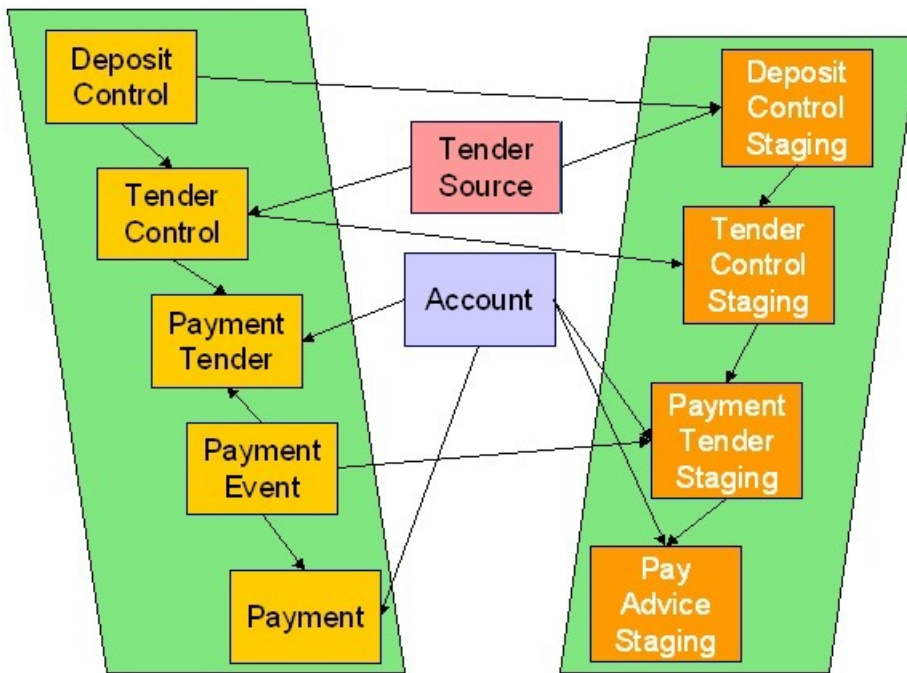 Deposit
Control
Deposit
Control
Staging
Tender
Source
Tender
Control
Tender
Control
Staging
Account
Payment
Tender
Payment
Tender
Staging
Payment
Event
Pay
Advice
Staging
Payment